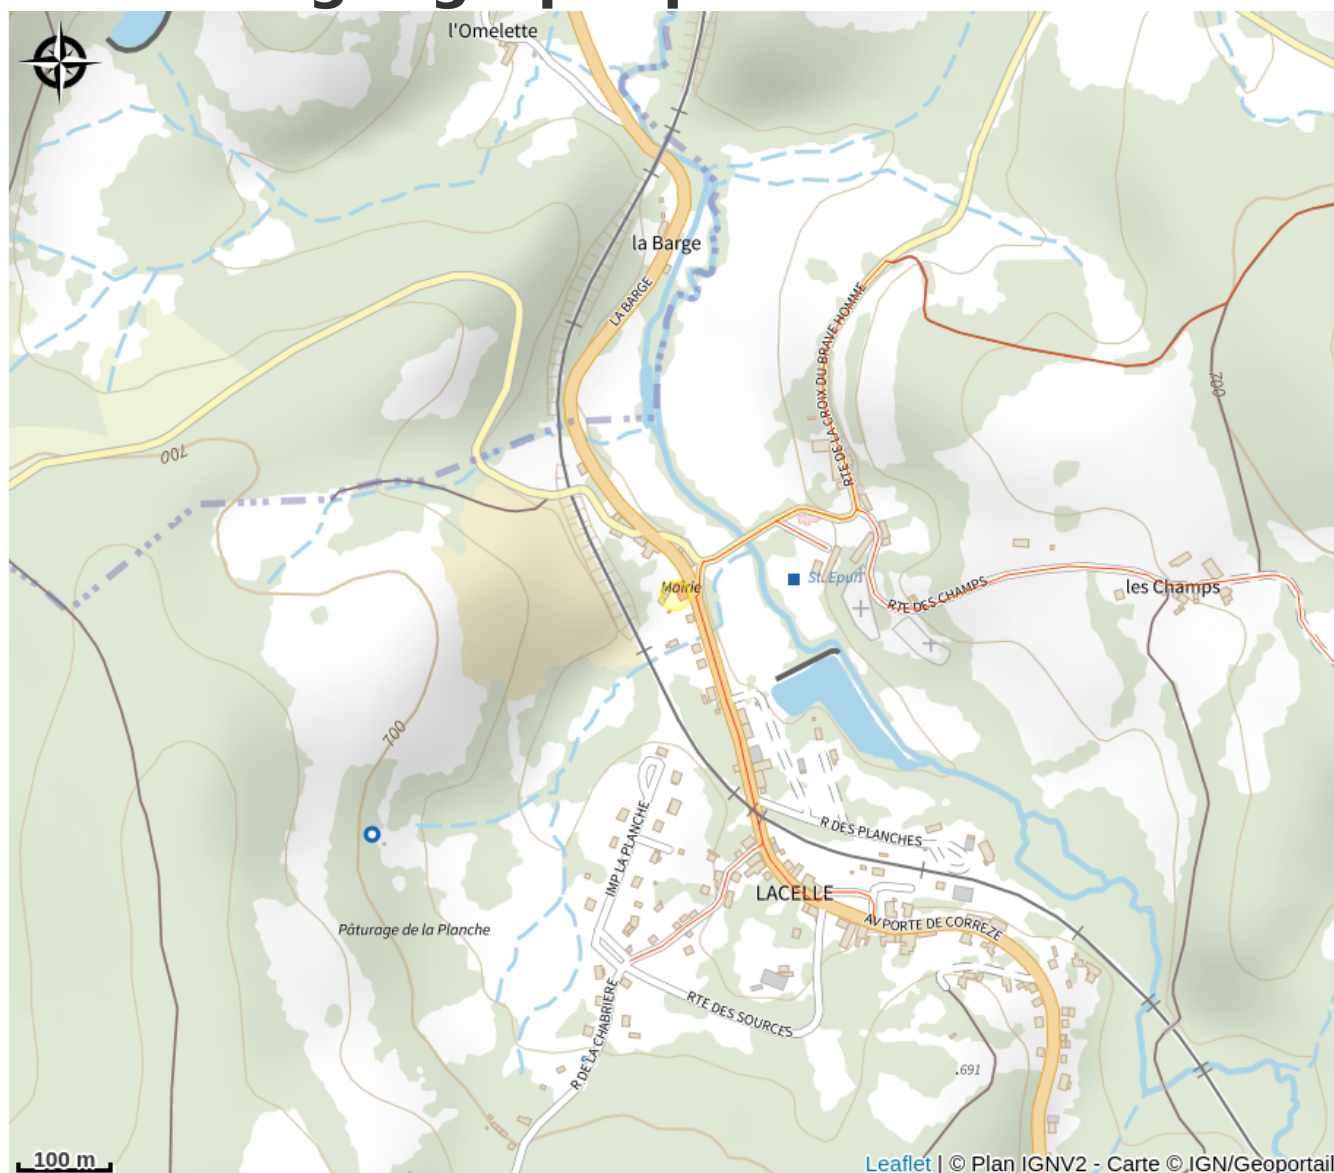 l'Omelette
la Barge
LA BARGE
RTE DE LA CROIX DU BRAVE HOMME
700
700
Mairie
St. Epur
RTE DES CHAMPS
les Champs
700
IMP LA PLANCHE
R DES PLANCHES
LACELLE
AV PORTE DE CORREZE
Pâturage de la Planche
RTE DES SOURCES
R DE LA CHABRIERE
.691
100 m
Leaflet | © Plan IGNV2 - Carte © IGN/Geoportail